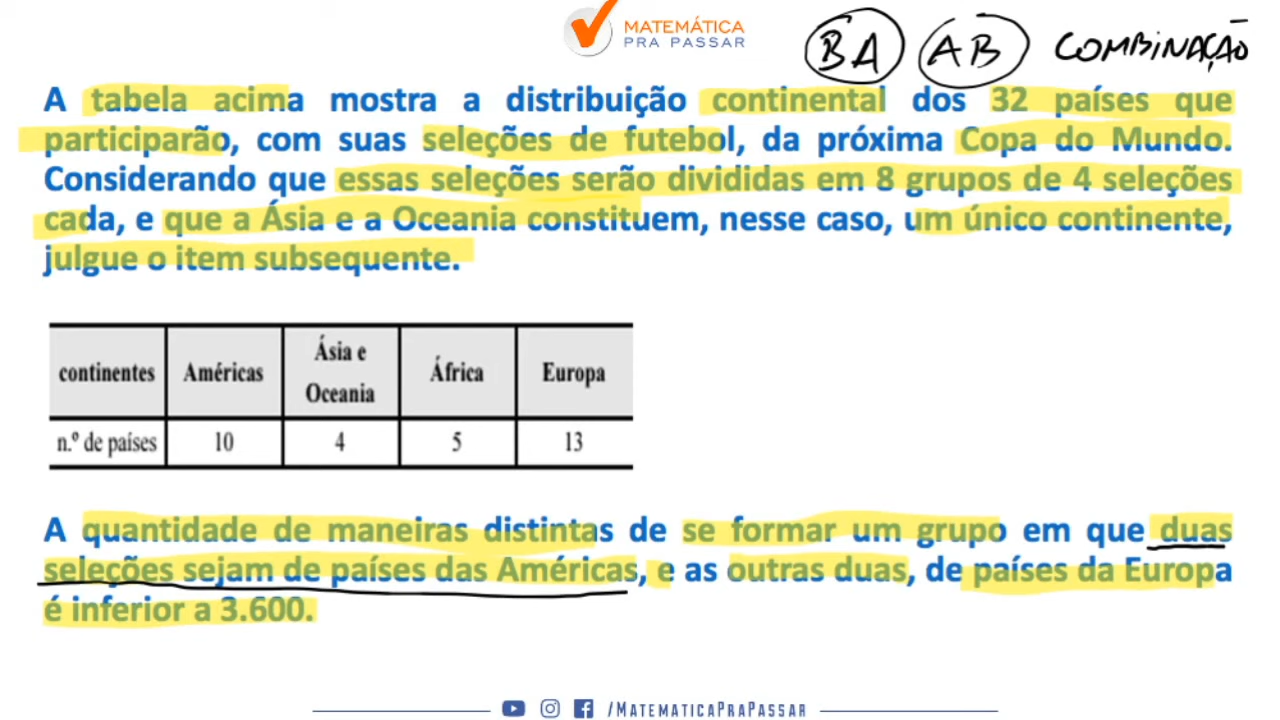 MATEMÁTICA
PRA PASSAR
BA AB COMBINAÇÃO
A tabela acima mostra a distribuição continental dos 32 países que
participarão, com suas seleções de futebol, da próxima Copa do Mundo.
Considerando que essas seleções serão divididas em 8 grupos de 4 seleções
cada, e que a Ásia e a Oceania constituem, nesse caso, um único continente,
julgue o item subsequente.
continentes Américas Ásia e Oceania África Europa
n.º de países 10 4 5 13
A quantidade de maneiras distintas de se formar um grupo em que duas
seleções sejam de países das Américas, e as outras duas, de países da Europa
é inferior a 3.600.
/MATEMATICAPRAPASSAR